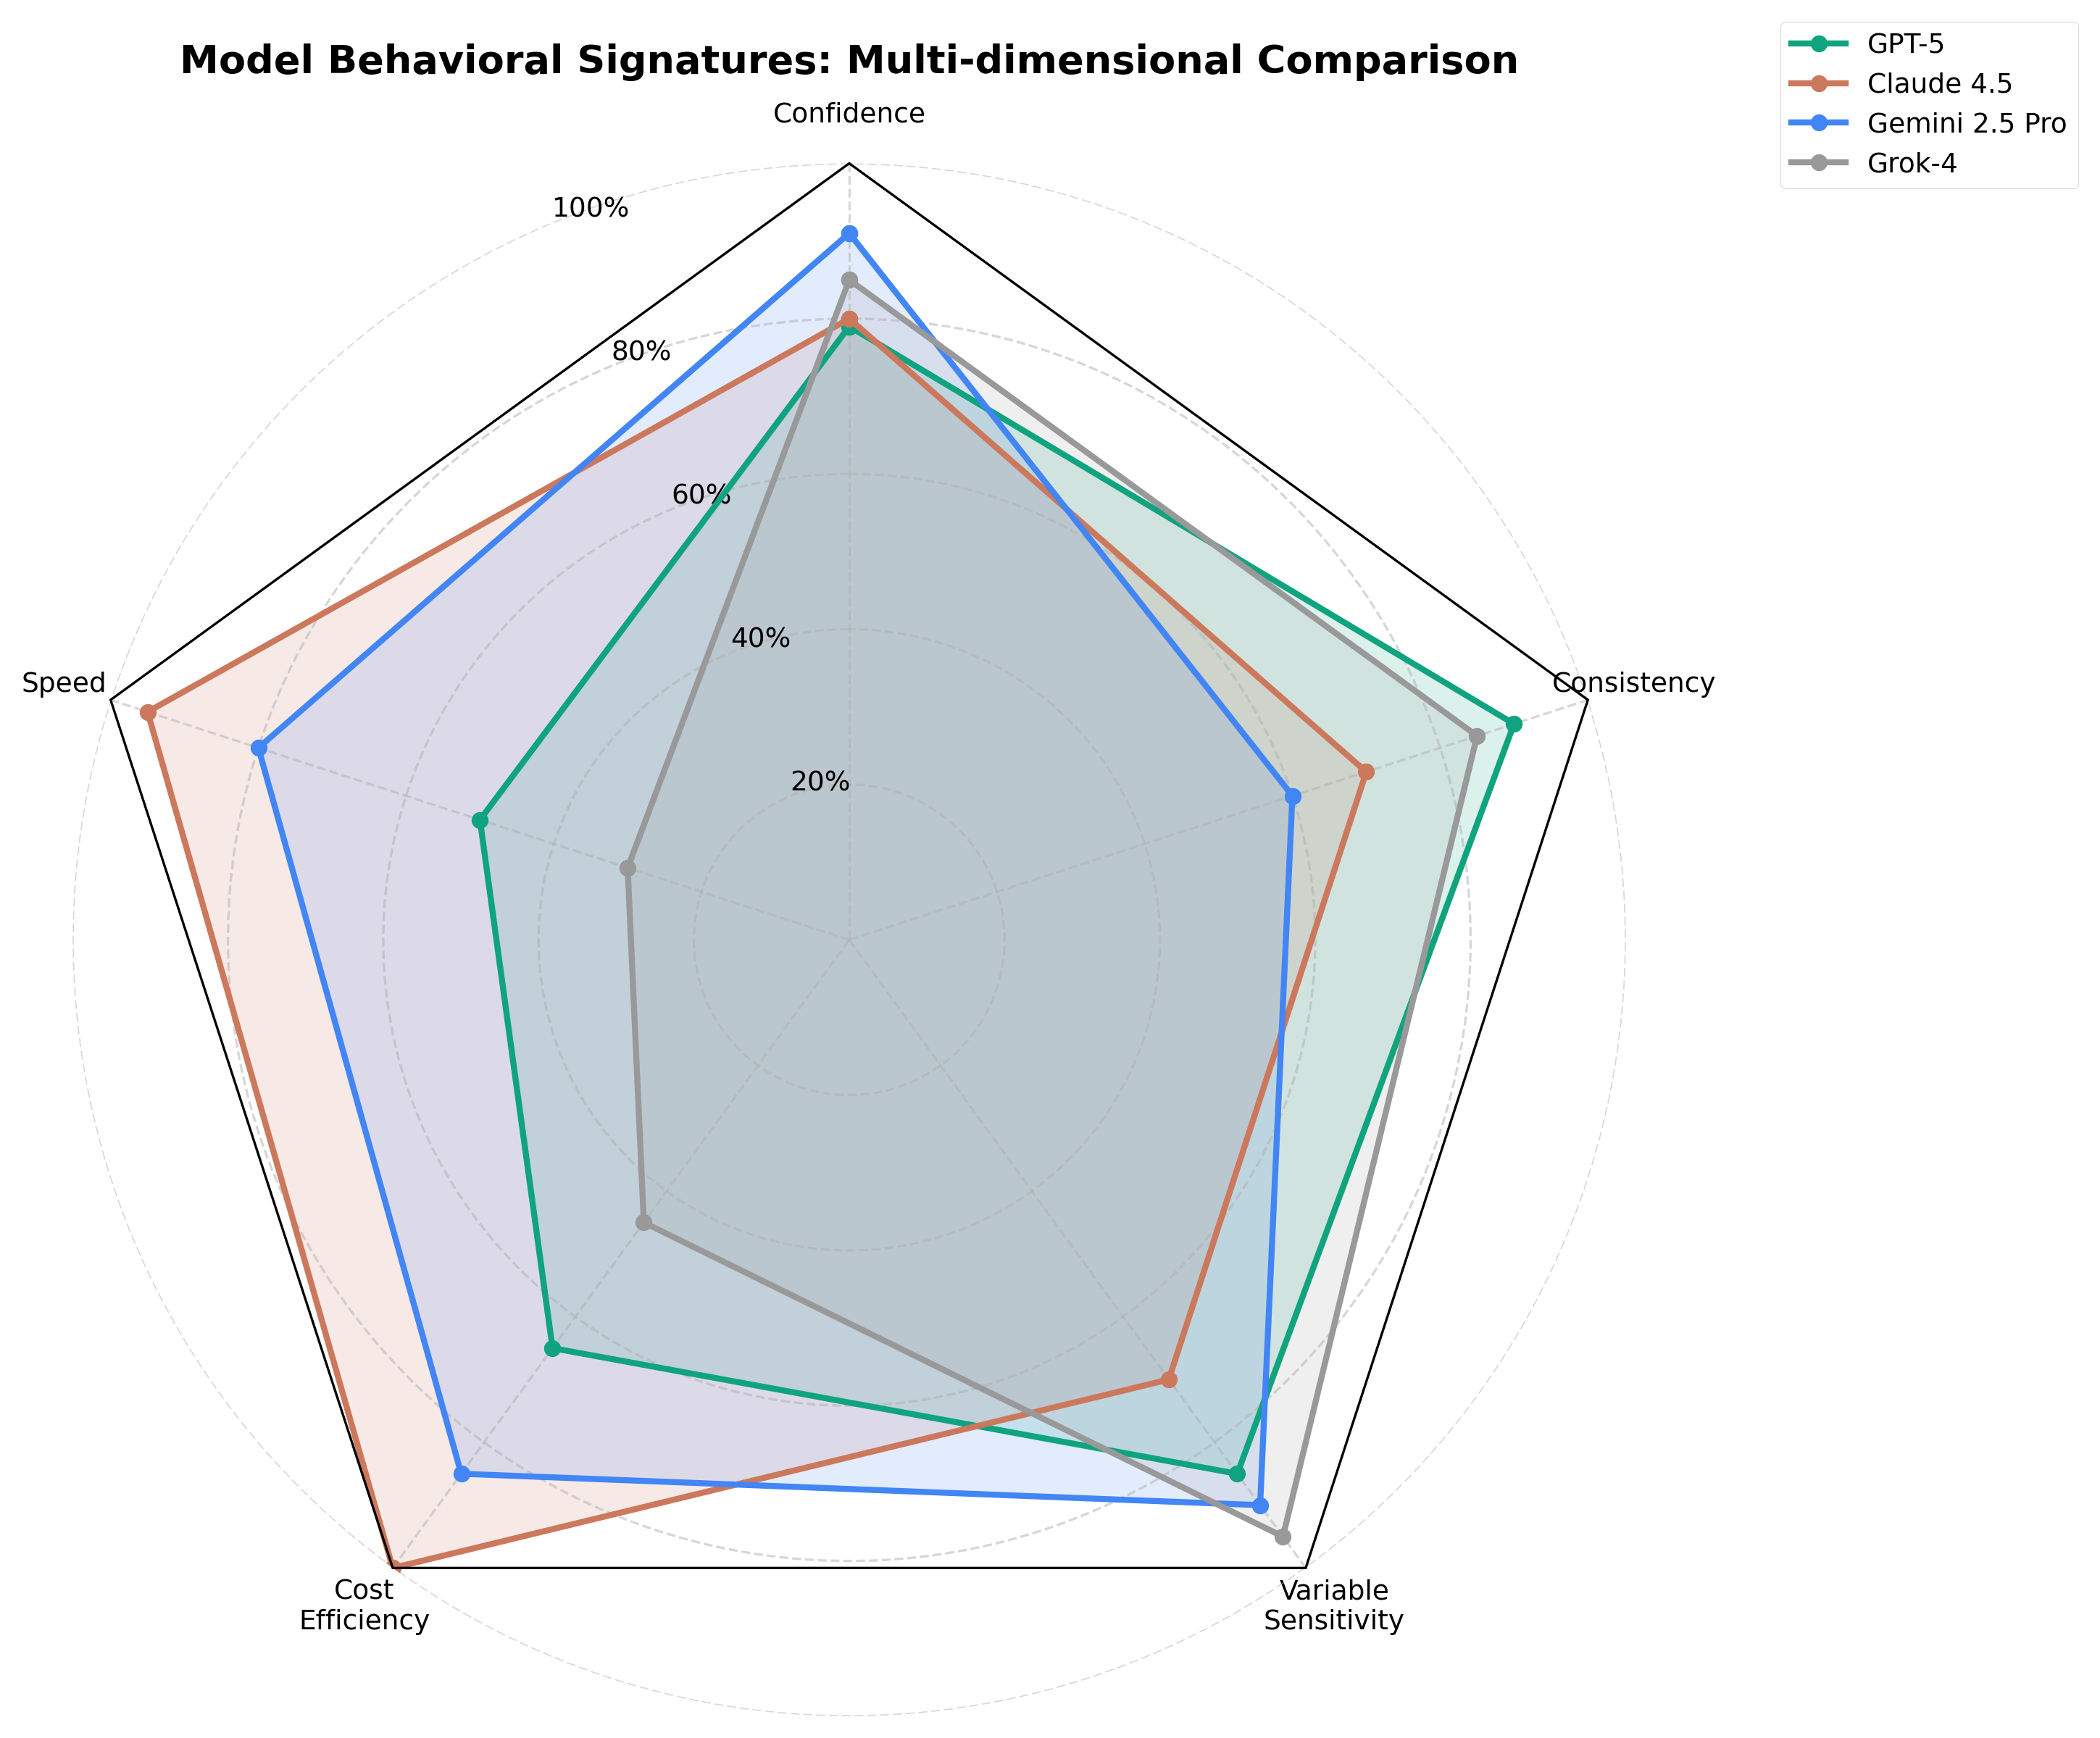 Model Behavioral Signatures: Multi-dimensional Comparison
GPT-5
Claude 4.5
Gemini 2.5 Pro
Grok-4
Confidence
100%
80%
60%
40%
20%
Speed
Consistency
Cost
Efficiency
Variable
Sensitivity